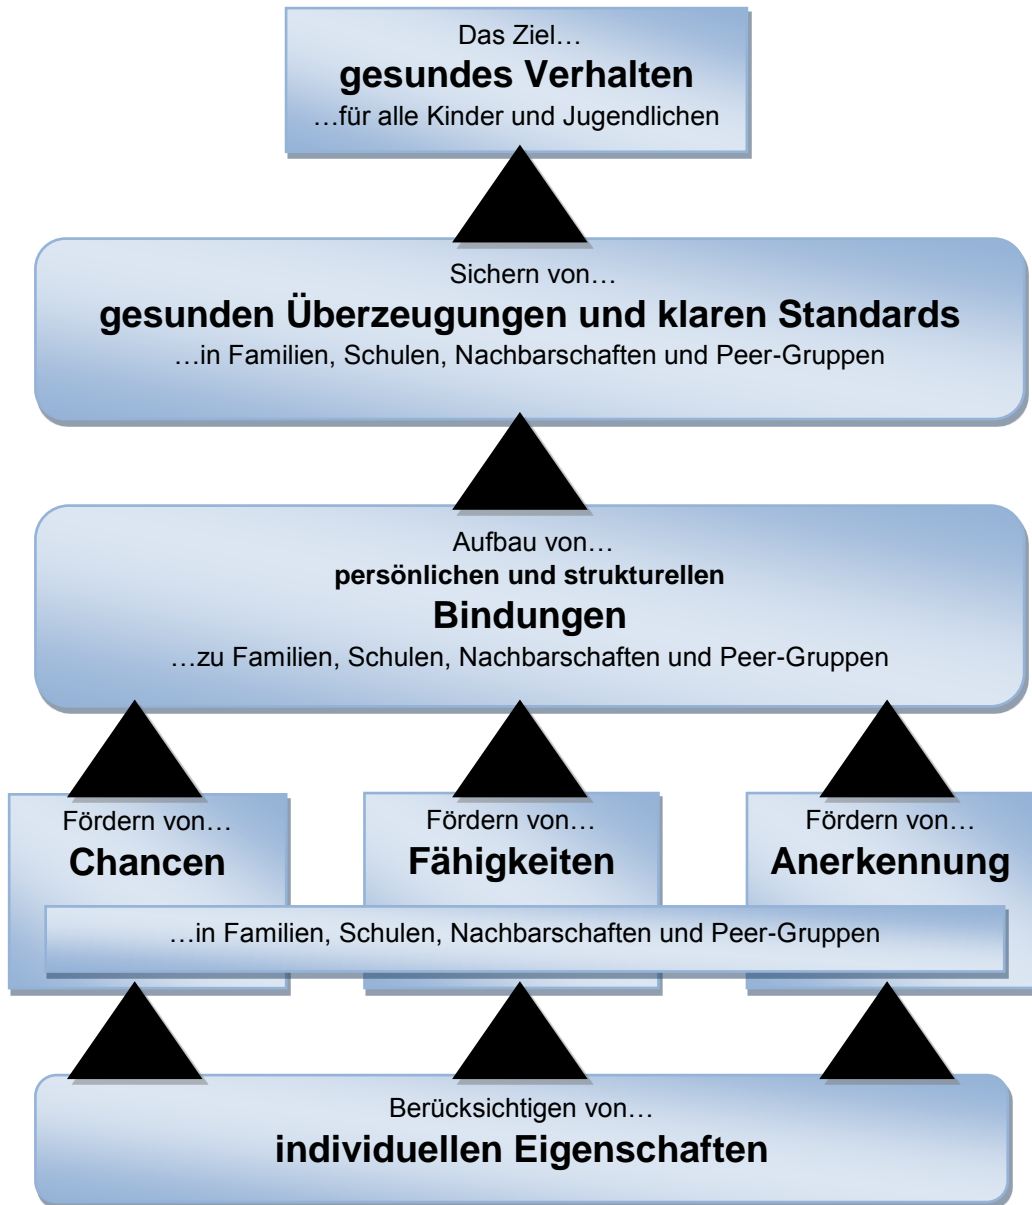 Das Ziel…
gesundes Verhalten
…für alle Kinder und Jugendlichen
Sichern von…
gesunden Überzeugungen und klaren Standards
…in Familien, Schulen, Nachbarschaften und Peer-Gruppen
Aufbau von…
persönlichen und strukturellen
Bindungen
…zu Familien, Schulen, Nachbarschaften und Peer-Gruppen
Fördern von…
Chancen
Fördern von…
Fähigkeiten
Fördern von…
Anerkennung
…in Familien, Schulen, Nachbarschaften und Peer-Gruppen
Berücksichtigen von…
individuellen Eigenschaften